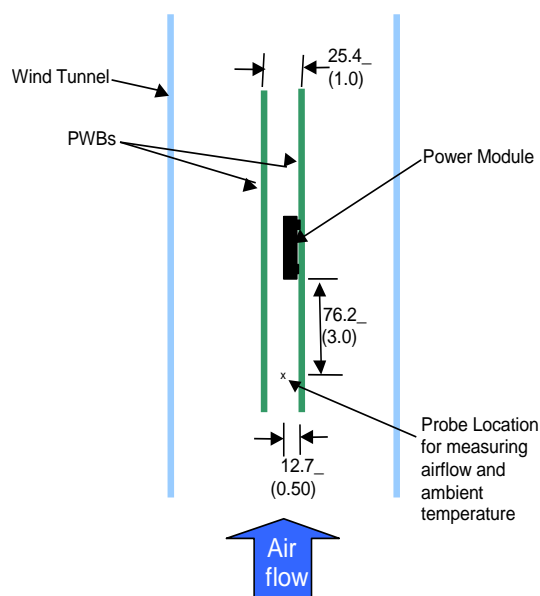 25.4_
(1.0)
Wind Tunnel
PWBs
Power Module
76.2_
(3.0)
x
Probe Location
for measuring
airflow and
ambient
temperature
12.7_
(0.50)
Air
flow